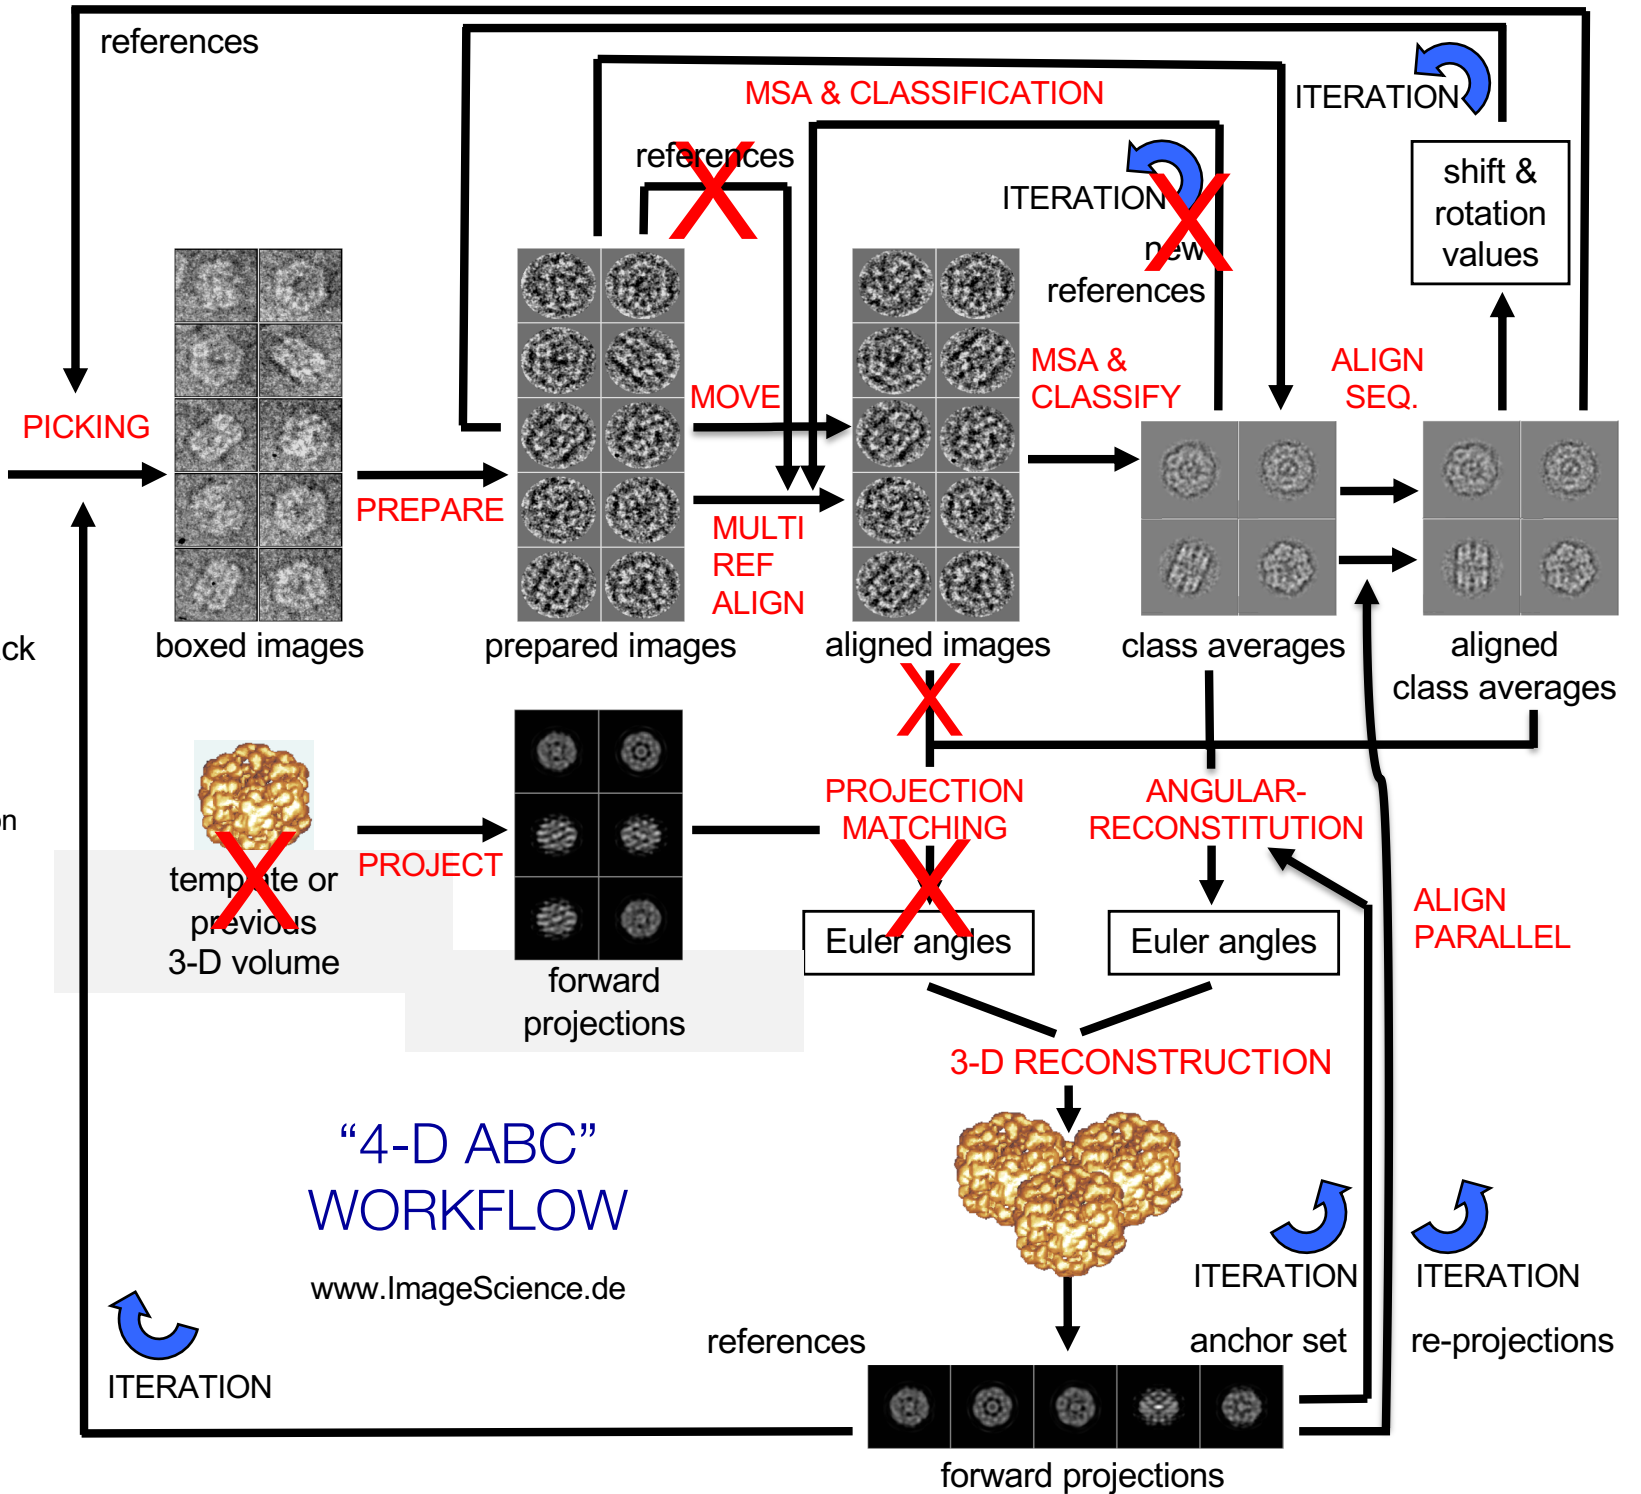 references
MSA & CLASSIFICATION
ITERATION
references
ITERATION
new
references
shift &
rotation
values
PICKING
PREPARE
MOVE
MULTI
REF
ALIGN
MSA &
CLASSIFY
ALIGN
SEQ.
ck
boxed images
prepared images
aligned images
class averages
aligned
class averages
on
template or
previous
3-D volume
PROJECT
forward
projections
PROJECTION
MATCHING
ANGULAR-
RECONSTITUTION
Euler angles
Euler angles
ALIGN
PARALLEL
3-D RECONSTRUCTION
“4-D ABC”
WORKFLOW
www.ImageScience.de
ITERATION
ITERATION
ITERATION
references
anchor set
re-projections
forward projections